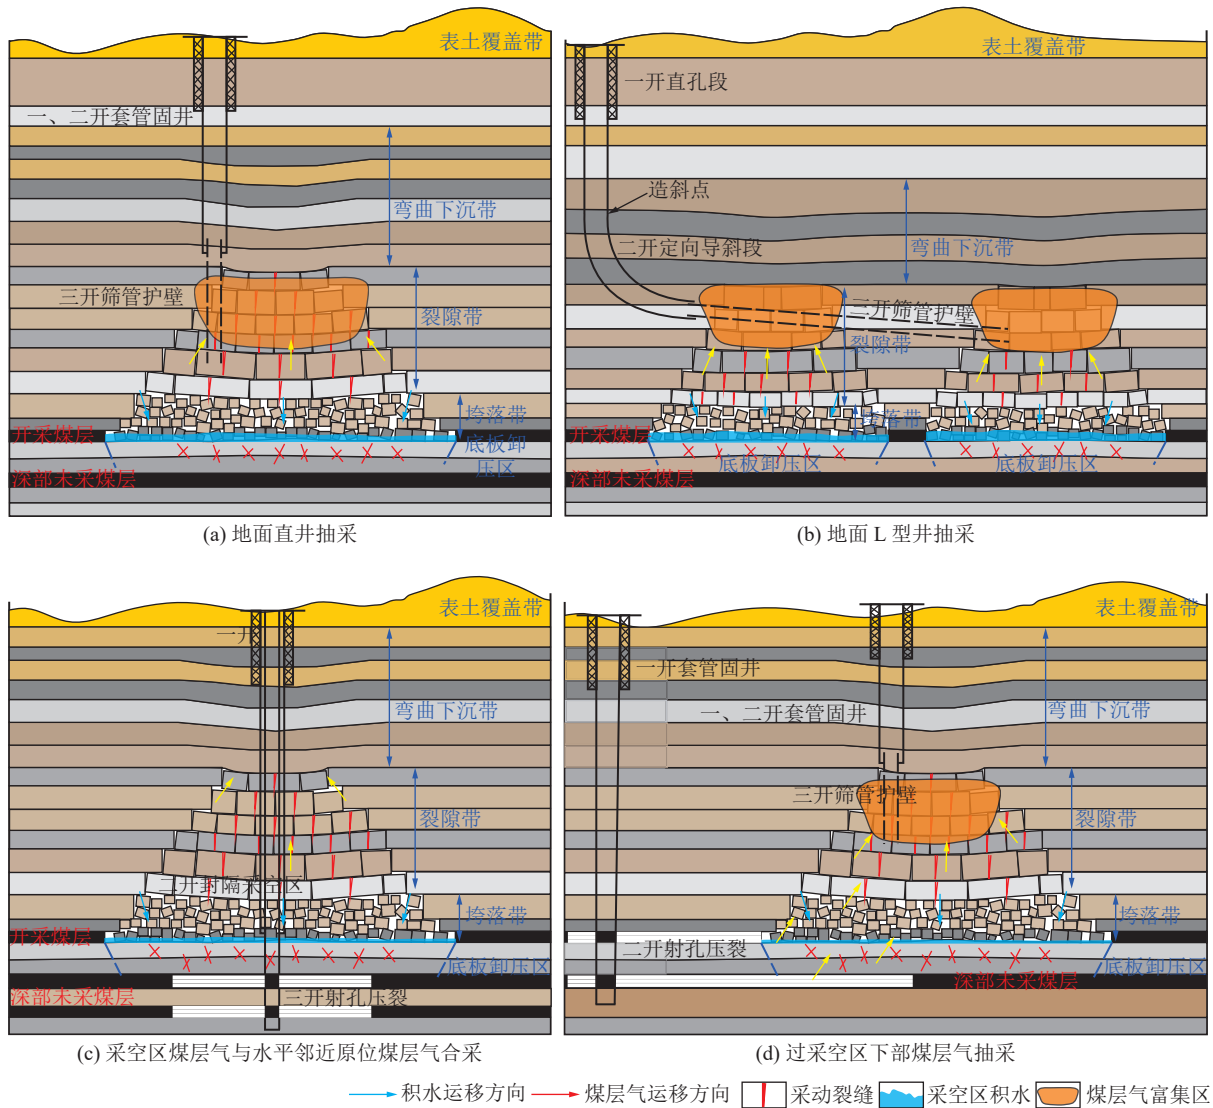 表土覆盖带
一、二开套管固井
弯曲下沉带
三开筛管护壁
裂隙带
垮落带
开采煤层
底板卸
压区
深部未采煤层
(a) 地面直井抽采
表土覆盖带
一开直孔段
造斜点
二开定向导斜段
弯曲下沉带
三开筛管护壁
裂隙带
垮落带
开采煤层
底板卸压区
底板卸压区
深部未采煤层
(b) 地面 L 型井抽采
表土覆盖带
一开
弯曲下沉带
裂隙带
二开封隔采空区
垮落带
开采煤层
底板卸压区
深部未采煤层
三开射孔压裂
(c) 采空区煤层气与水平邻近原位煤层气合采
表土覆盖带
一开套管固井
一、二开套管固井
弯曲下沉带
三开筛管护壁
裂隙带
垮落带
二开射孔压裂
底板卸压区
深部未采煤层
(d) 过采空区下部煤层气抽采
积水运移方向 煤层气运移方向 采动裂缝 采空区积水 煤层气富集区